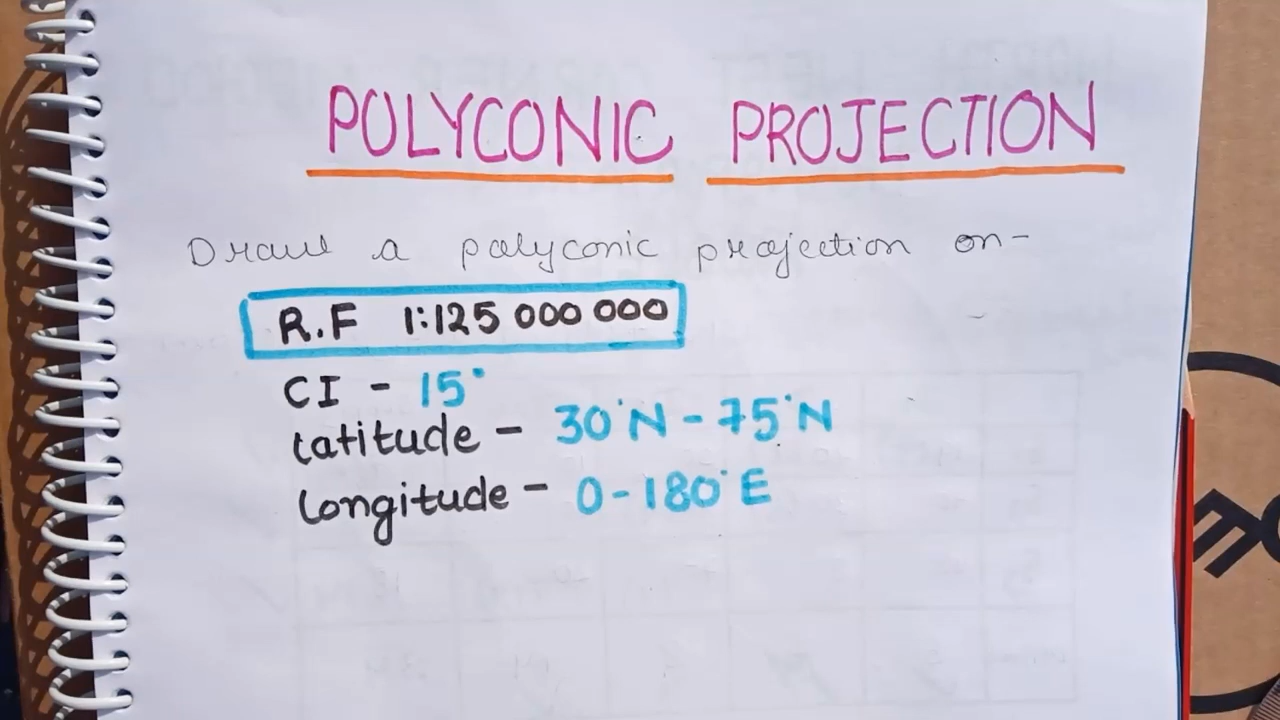 POLYCONIC PROJECTION
Draw a polyconic projection on-
R.F 1:125 000 000
CI - 15°
Latitude - 30°N - 75°N
Longitude - 0-180°E